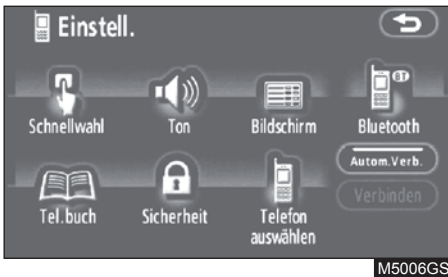 Einstell.
Schnellwahl
Ton
Bildschirm
BT
Bluetooth
Autom.Verb.
Verbinden
Tel.buch
Sicherheit
Telefon
auswählen
M5006GS